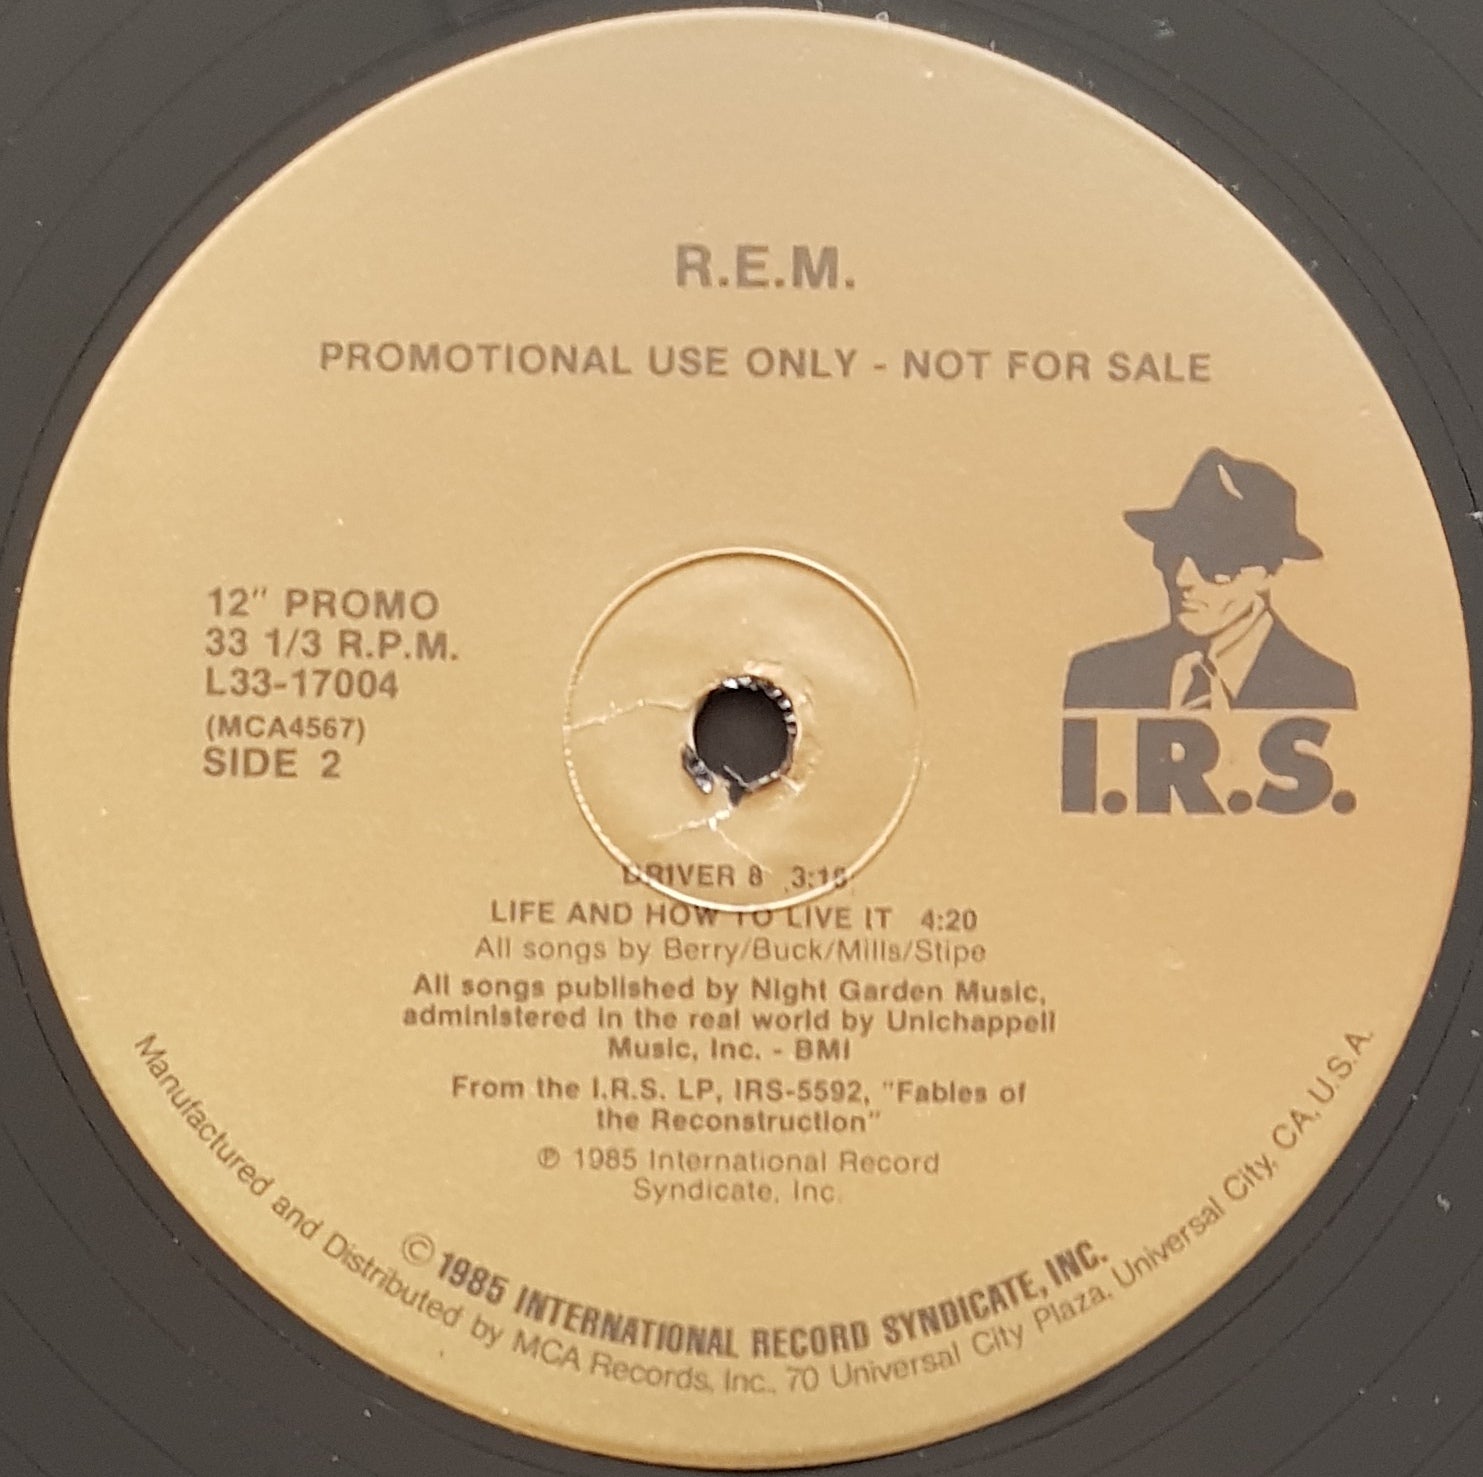 R.E.M.
PROMOTIONAL USE ONLY - NOT FOR SALE
12" PROMO
33 1/3 R.P.M.
L33-17004
(MCA4567)
SIDE 2
I.R.S.
DRIVER 8
LIFE AND HOW TO LIVE IT 4:20
All songs by Berry/Buck/Mills/Stipe
All songs published by Night Garden Music,
administered in the real world by Unichappell
Music, Inc. - BMI
From the I.R.S. LP, IRS-5592, "Fables of
the Reconstruction"
℗ 1985 International Record
Syndicate, Inc.
© 1985 INTERNATIONAL RECORD SYNDICATE, INC.
Manufactured and Distributed by MCA Records, Inc., 70 Universal City Plaza, Universal City, CA, U.S.A.